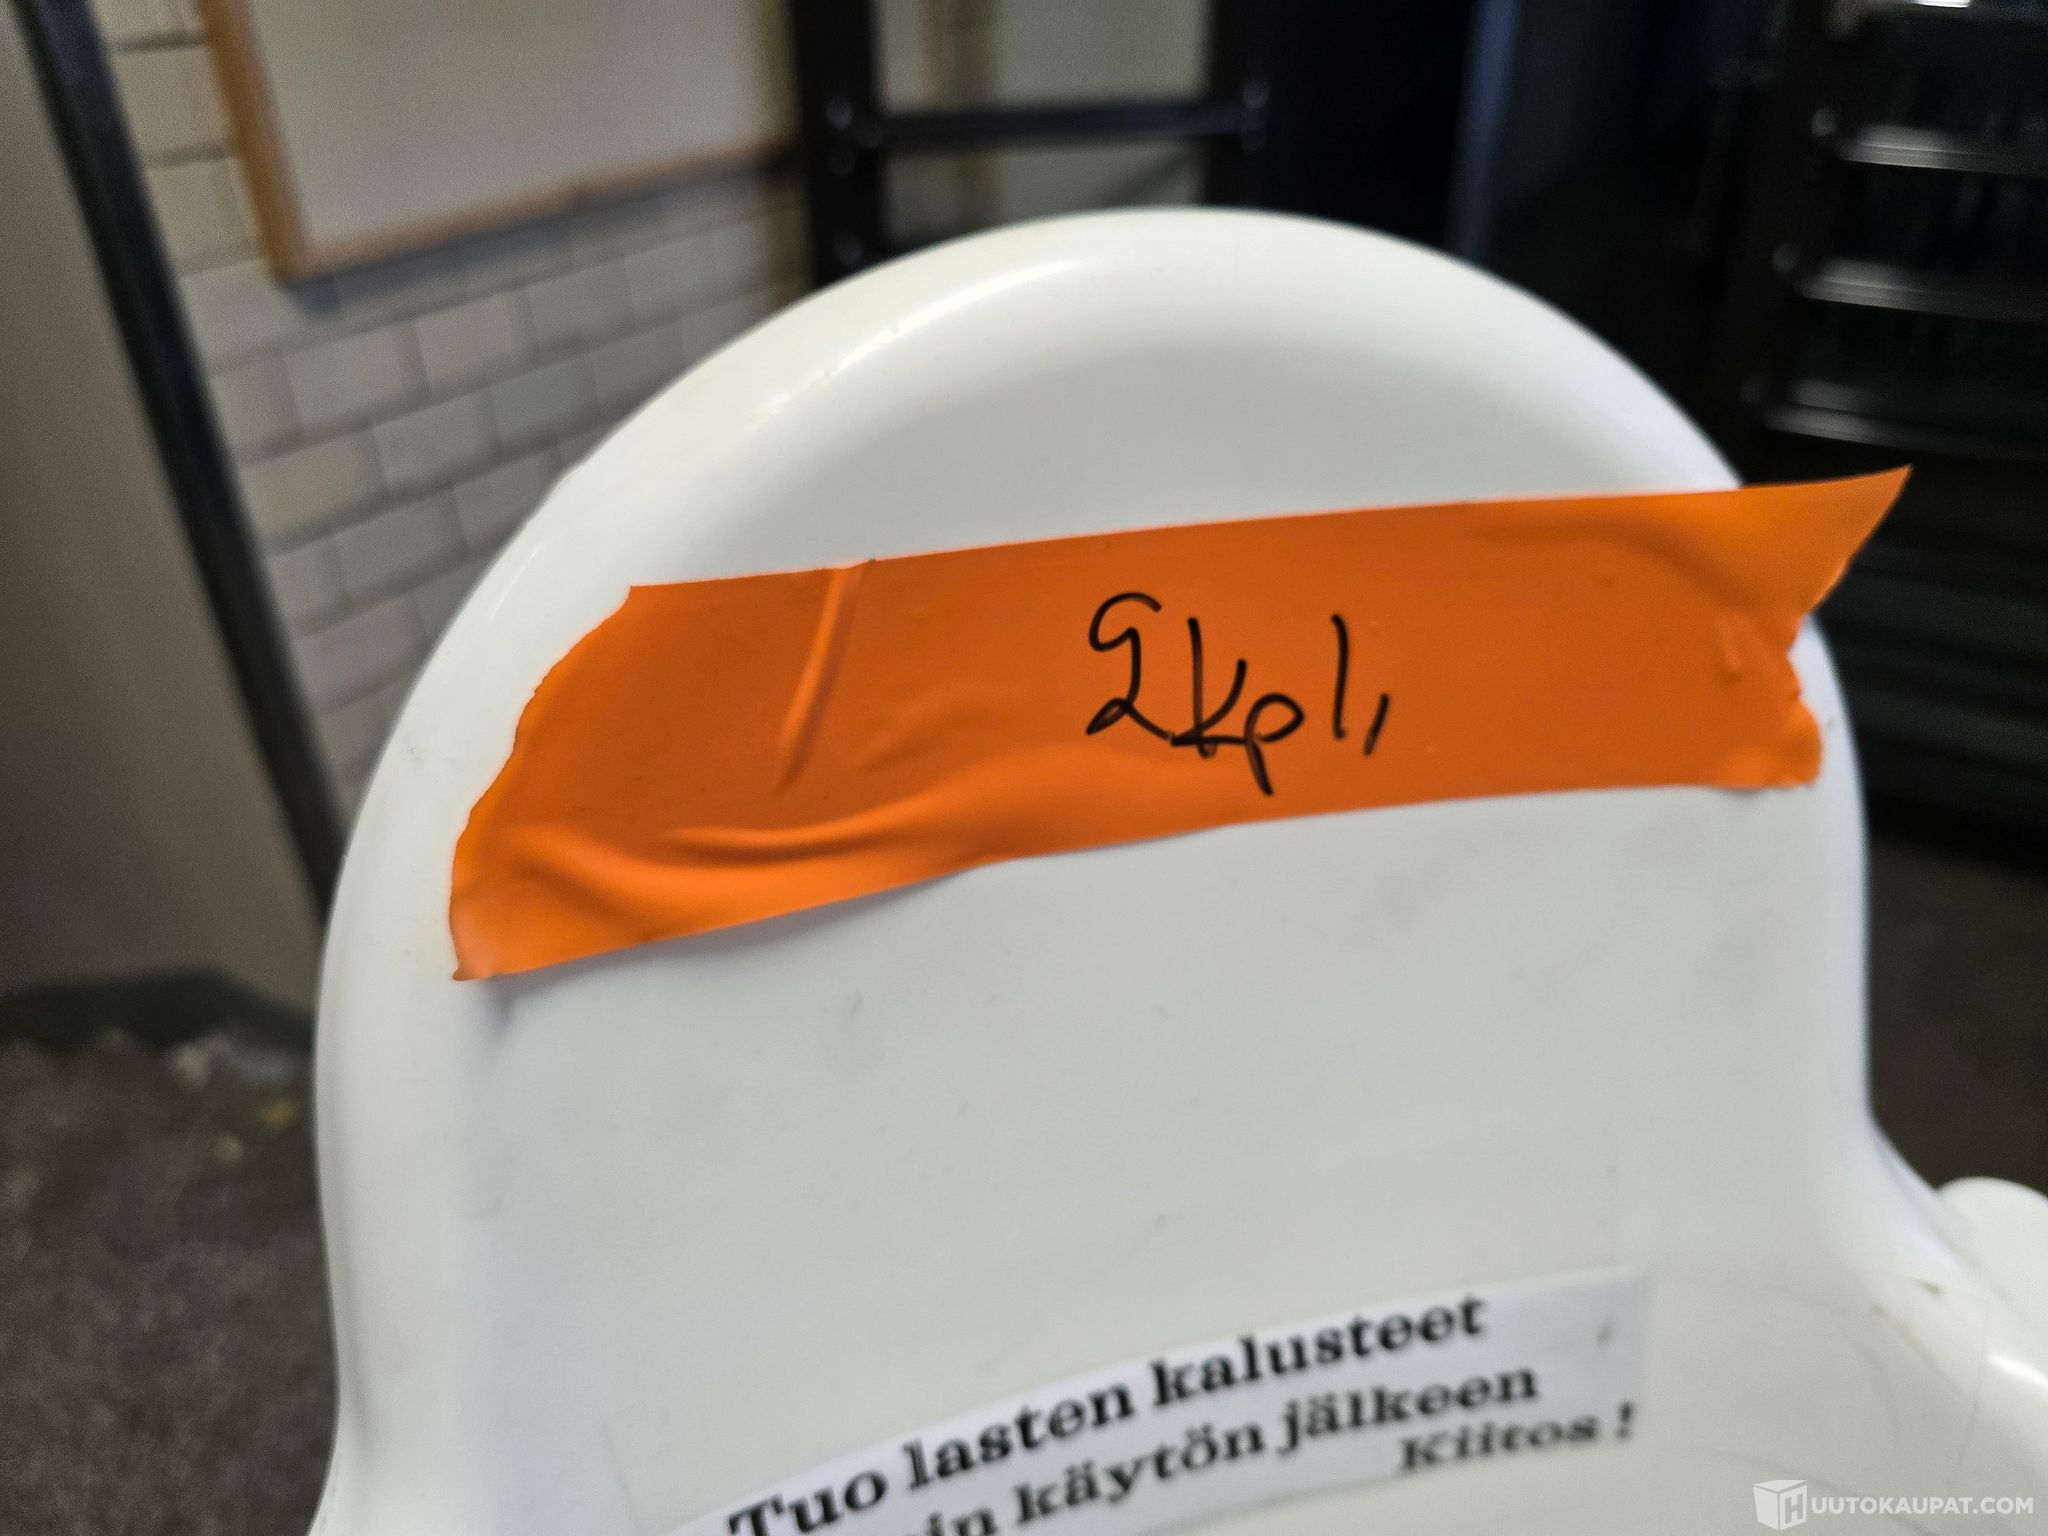 2kpl,
Tuo lasten kalusteet
käytön jälkeen
Kiitos !
HUUTOKAUPAT.COM